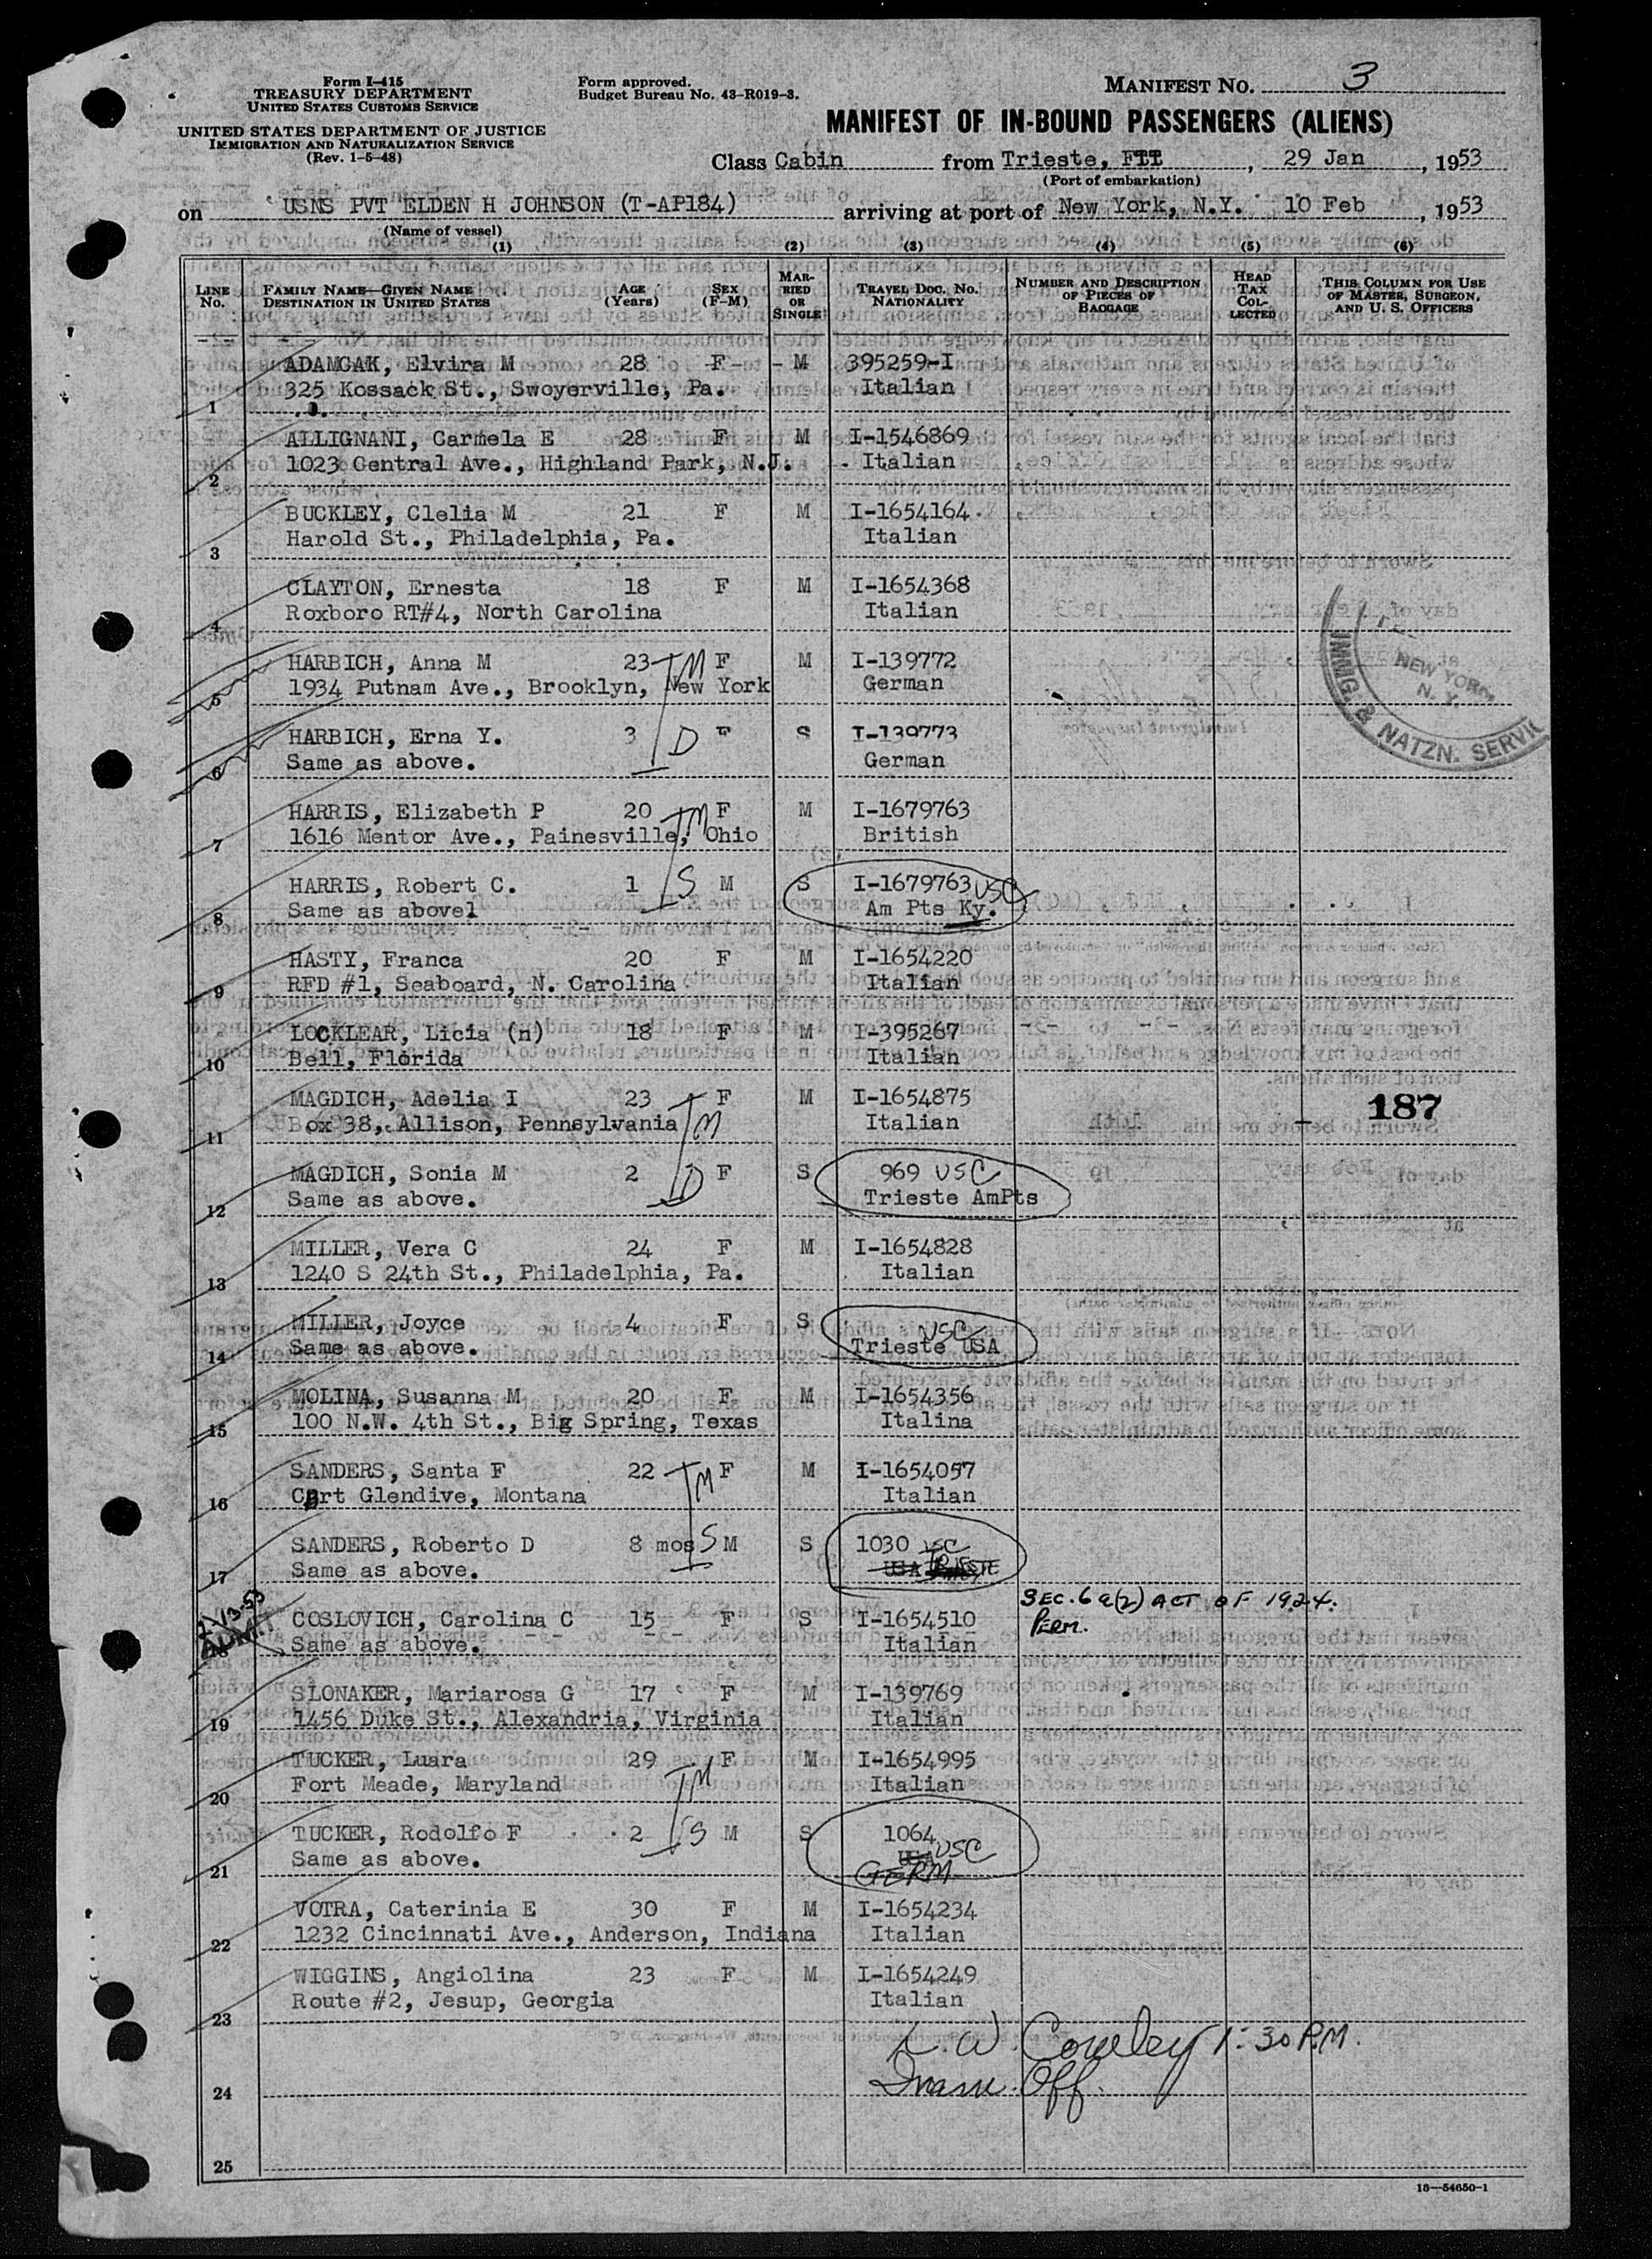 Form I-415
TREASURY DEPARTMENT
UNITED STATES CUSTOMS SERVICE
UNITED STATES DEPARTMENT OF JUSTICE
IMMIGRATION AND NATURALIZATION SERVICE
(Rev. 1-5-48)
Form approved.
Budget Bureau No. 43-R019-3.
MANIFEST NO. 3
MANIFEST OF IN-BOUND PASSENGERS (ALIENS)
Class Cabin from Trieste, FTT, 29 Jan, 1953
(Port of embarkation)
on USNS PVT ELDEN H JOHNSON (T-AP184) arriving at port of New York, N.Y. 10 Feb, 1953
(Name of vessel)
(1) (2) (3) (4) (5) (6)
LINE No. FAMILY NAME—GIVEN NAME DESTINATION IN UNITED STATES AGE (Years) SEX (F-M) MARRIED OR SINGLE TRAVEL DOC. NO. NATIONALITY NUMBER AND DESCRIPTION OF PIECES OF BAGGAGE HEAD TAX COLLECTED THIS COLUMN FOR USE OF MASTER, SURGEON, AND U. S. OFFICERS
ADAMCAK, Elvira M 28 F M 395259-I
1 325 Kossack St., Swoyerville, Pa. Italian
ALLIGNANI, Carmela E 28 F M I-1546869
2 1023 Central Ave., Highland Park, N.J. Italian
BUCKLEY, Clelia M 21 F M I-1654164
3 Harold St., Philadelphia, Pa. Italian
CLAYTON, Ernesta 18 F M I-1654368
4 Roxboro RT#4, North Carolina Italian
HARBICH, Anna M 23 M F M I-139772
5 1934 Putnam Ave., Brooklyn, New York German
HARBICH, Erna Y. 3 D F S I-139773
6 Same as above. German
IMMIG. & NATZN. SERVICE
NEW YORK
N. Y.
HARRIS, Elizabeth P 20 M F M I-1679763
7 1616 Mentor Ave., Painesville, Ohio British
HARRIS, Robert C. 1 S M S I-1679763 USC
8 Same as abovel Am Pts Ky.
HASTY, Franca 20 F M I-1654220
9 RFD #1, Seaboard, N. Carolina Italian
LOCKLEAR, Licia (n) 18 F M I-395267
10 Bell, Florida Italian
MAGDICH, Adelia I 23 M F M I-1654875
11 Box 38, Allison, Pennsylvania Italian
187
MAGDICH, Sonia M 2 D F S 969 USC
12 Same as above. Trieste AmPts
MILLER, Vera C 24 F M I-1654828
13 1240 S 24th St., Philadelphia, Pa. Italian
MILLER, Joyce 4 F S USC
14 Same as above. Trieste USA
MOLINA, Susanna M 20 F M I-1654356
15 100 N.W. 4th St., Big Spring, Texas Italina
SANDERS, Santa F 22 M F M I-1654057
16 Cart Glendive, Montana Italian
SANDERS, Roberto D 8 mos S M S 1030 USC
17 Same as above. USA TRIESTE
2/13-53 ADMIT
COSLOVICH, Carolina C 15 F S I-1654510 SEC. 6 a(2) ACT OF 1924.
18 Same as above. Italian PERM.
SLONAKER, Mariarosa G 17 F M I-139769
19 1456 Duke St., Alexandria, Virginia Italian
TUCKER, Luara 29 M F M I-1654995
20 Fort Meade, Maryland Italian
TUCKER, Rodolfo F 2 S M S 1064
21 Same as above. USA USC
GERM
VOTRA, Caterinia E 30 F M I-1654234
22 1232 Cincinnati Ave., Anderson, Indiana Italian
WIGGINS, Angiolina 23 F M I-1654249
23 Route #2, Jesup, Georgia Italian
W. Cowley 1:30 P.M.
24 Imm. Off.
25
16—54650-1